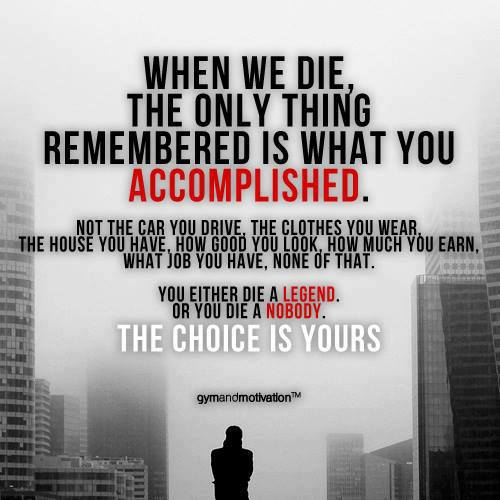 WHEN WE DIE,
THE ONLY THING
REMEMBERED IS WHAT YOU
ACCOMPLISHED.
NOT THE CAR YOU DRIVE, THE CLOTHES YOU WEAR,
THE HOUSE YOU HAVE, HOW GOOD YOU LOOK, HOW MUCH YOU EARN,
WHAT JOB YOU HAVE, NONE OF THAT.
YOU EITHER DIE A LEGEND.
OR YOU DIE A NOBODY.
THE CHOICE IS YOURS
gymandmotivation™